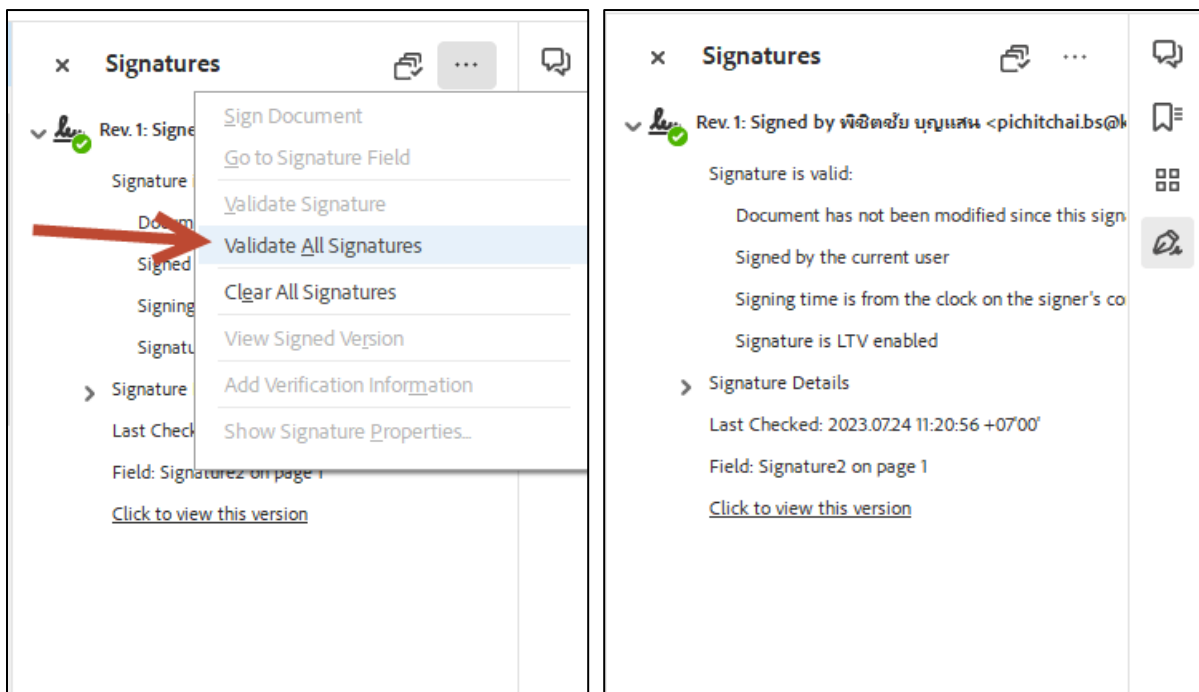 Signatures
Rev. 1: Signe
Signature
Docum
Signed
Signing
Signatu
Signature
Last Check
Field: Signature2 on page 1
Click to view this version
Sign Document
Go to Signature Field
Validate Signature
Validate All Signatures
Clear All Signatures
View Signed Version
Add Verification Information
Show Signature Properties...
Signatures
Rev. 1: Signed by พิชิตชัย บุญแสน <pichitchai.bs@k
Signature is valid:
Document has not been modified since this sign
Signed by the current user
Signing time is from the clock on the signer's co
Signature is LTV enabled
Signature Details
Last Checked: 2023.07.24 11:20:56 +07'00'
Field: Signature2 on page 1
Click to view this version